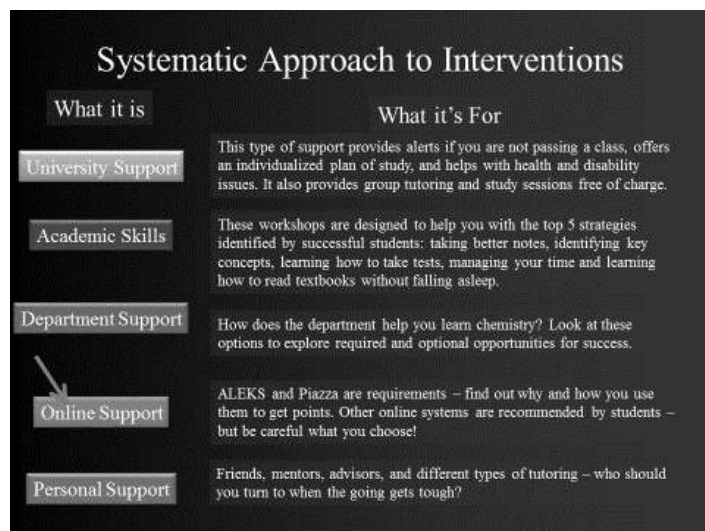 Systematic Approach to Interventions
What it is
What it's For
University Support
This type of support provides alerts if you are not passing a class, offers
an individualized plan of study, and helps with health and disability
issues. It also provides group tutoring and study sessions free of charge.
Academic Skills
These workshops are designed to help you with the top 5 strategies
identified by successful students: taking better notes, identifying key
concepts, learning how to take tests, managing your time and learning
how to read textbooks without falling asleep.
Department Support
How does the department help you learn chemistry? Look at these
options to explore required and optional opportunities for success.
Online Support
ALEKS and Piazza are requirements – find out why and how you use
them to get points. Other online systems are recommended by students –
but be careful what you choose!
Personal Support
Friends, mentors, advisors, and different types of tutoring – who should
you turn to when the going gets tough?